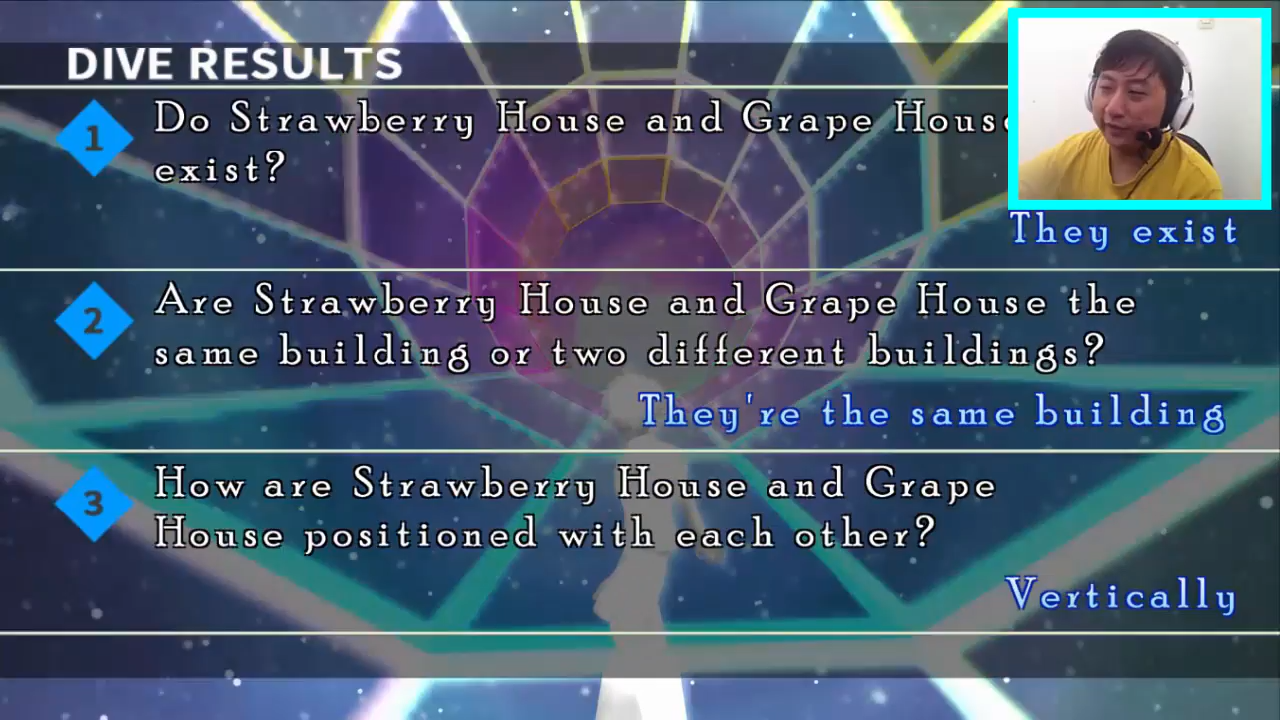 DIVE RESULTS
1
Do Strawberry House and Grape House
exist?
They exist
2
Are Strawberry House and Grape House the
same building or two different buildings?
They're the same building
3
How are Strawberry House and Grape
House positioned with each other?
Vertically